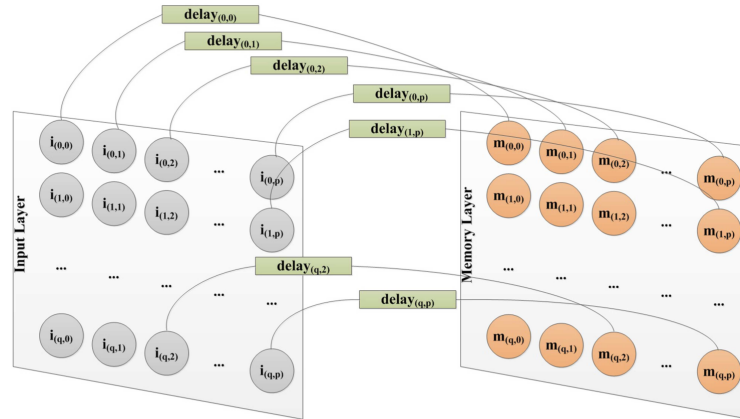 delay(0,0)
delay(0,1)
delay(0,2)
delay(0,p)
delay(1,p)
Input Layer
i(0,0) i(0,1) i(0,2) ... i(0,p)
i(1,0) i(1,1) i(1,2) ... i(1,p)
... ... ... ...
i(q,0) i(q,1) i(q,2) ... i(q,p)
delay(q,2)
delay(q,p)
Memory Layer
m(0,0) m(0,1) m(0,2) ... m(0,p)
m(1,0) m(1,1) m(1,2) ... m(1,p)
... ... ... ...
m(q,0) m(q,1) m(q,2) ... m(q,p)